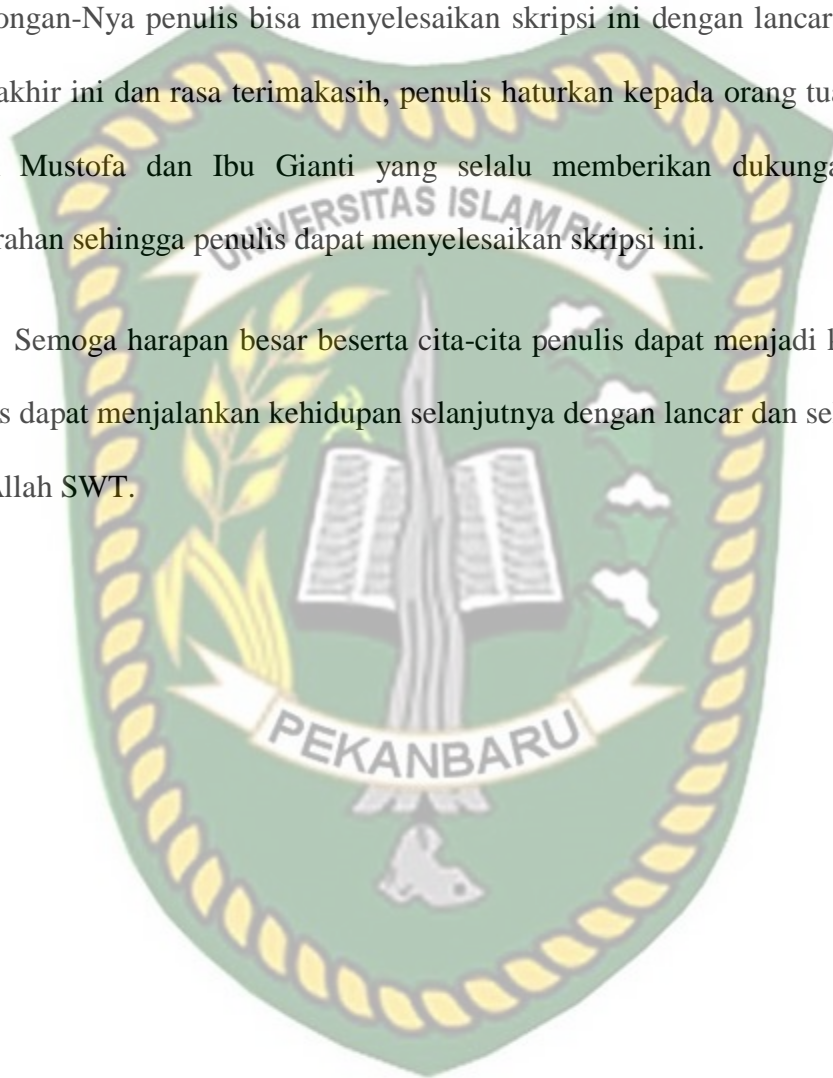 ongan-Nya penulis bisa menyelesaikan skripsi ini dengan lancar
akhir ini dan rasa terimakasih, penulis haturkan kepada orang tua
Mustofa dan Ibu Gianti yang selalu memberikan dukunga
rahan sehingga penulis dapat menyelesaikan skripsi ini.
UNIVERSITAS ISLAM RIAU
Semoga harapan besar beserta cita-cita penulis dapat menjadi k
s dapat menjalankan kehidupan selanjutnya dengan lancar dan se
Allah SWT.
PEKANBARU